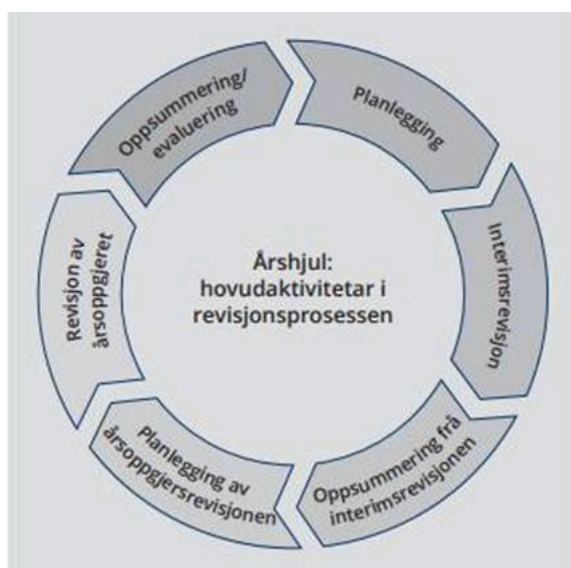 Årshjul:
hovudaktivitetar i
revisjonsprosessen
Planlegging
Interimsrevisjon
Oppsummering frå
interimsrevisjonen
Planlegging av
årsoppgjersrevisjonen
Revisjon av
årsoppgjeret
Oppsummering/
evaluering